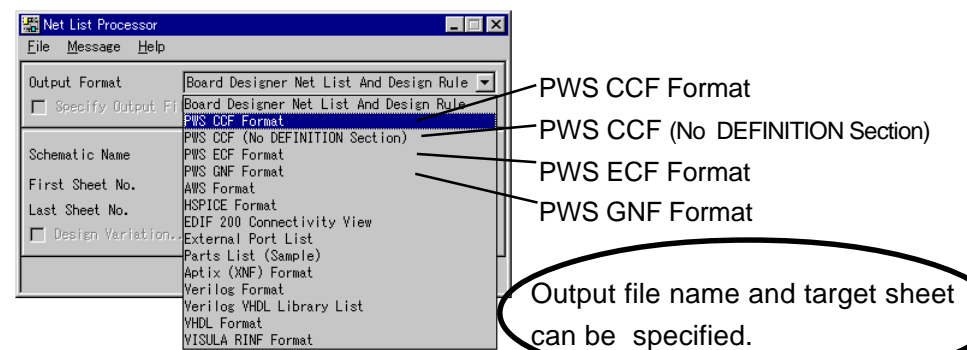 Net List Processor
File Message Help
Output Format Board Designer Net List And Design Rule
Specify Output Fi
Board Designer Net List And Design Rule
PWS CCF Format
PWS CCF (No DEFINITION Section)
PWS ECF Format
PWS GNF Format
AWS Format
HSPICE Format
EDIF 200 Connectivity View
External Port List
Parts List (Sample)
Aptix (XNF) Format
Verilog Format
Verilog VHDL Library List
VHDL Format
VISULA RINF Format
Schematic Name
First Sheet No.
Last Sheet No.
Design Variation..
PWS CCF Format
PWS CCF (No DEFINITION Section)
PWS ECF Format
PWS GNF Format
Output file name and target sheet
can be specified.